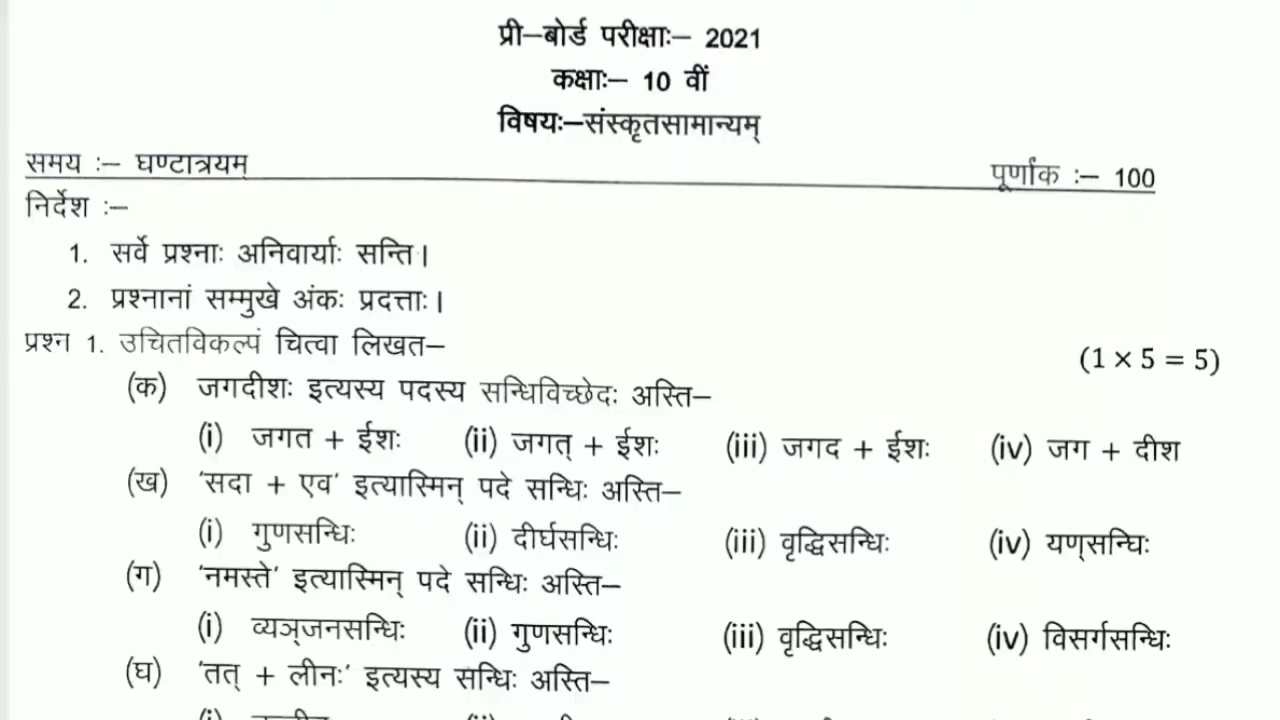 प्री–बोर्ड परीक्षाः– 2021
कक्षाः– 10 वीं
विषयः–संस्कृतसामान्यम्
समय :– घण्टात्रयम् पूर्णांक :– 100
निर्देश :–
1. सर्वे प्रश्नाः अनिवार्याः सन्ति।
2. प्रश्नानां सम्मुखे अंकः प्रदत्ताः।
प्रश्न 1. उचितविकल्पं चित्वा लिखत– (1 × 5 = 5)
(क) जगदीशः इत्यस्य पदस्य सन्धिविच्छेदः अस्ति–
(i) जगत + ईशः (ii) जगत् + ईशः (iii) जगद + ईशः (iv) जग + दीश
(ख) 'सदा + एव' इत्यास्मिन् पदे सन्धिः अस्ति–
(i) गुणसन्धिः (ii) दीर्घसन्धिः (iii) वृद्धिसन्धिः (iv) यण्सन्घिः
(ग) 'नमस्ते' इत्यास्मिन् पदे सन्धिः अस्ति–
(i) व्यञ्जनसन्धिः (ii) गुणसन्धिः (iii) वृद्धिसन्धिः (iv) विसर्गसन्धिः
(घ) 'तत् + लीनः' इत्यस्य सन्धिः अस्ति–